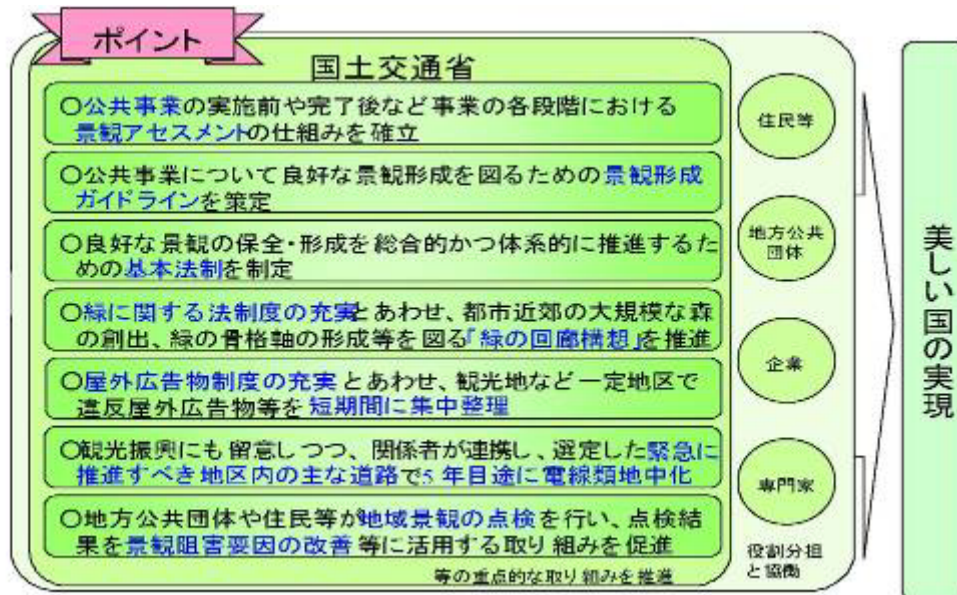 ポイント
国土交通省
○公共事業の実施前や完了後など事業の各段階における
景観アセスメントの仕組みを確立
○公共事業について良好な景観形成を図るための景観形成
ガイドラインを策定
○良好な景観の保全・形成を総合的かつ体系的に推進するた
めの基本法制を制定
○緑に関する法制度の充実とあわせ、都市近郊の大規模な森
の創出、緑の骨格軸の形成等を図る「緑の回廊構想」を推進
○屋外広告物制度の充実とあわせ、観光地など一定地区で
違反屋外広告物等を短期間に集中整理
○観光振興にも留意しつつ、関係者が連携し、選定した緊急に
推進すべき地区内の主な道路で5年目途に電線類地中化
○地方公共団体や住民等が地域景観の点検を行い、点検結
果を景観阻害要因の改善等に活用する取り組みを促進
等の重点的な取り組みを推進
住民等
地方公共
団体
企業
専門家
役割分担
と協働
美しい国の実現